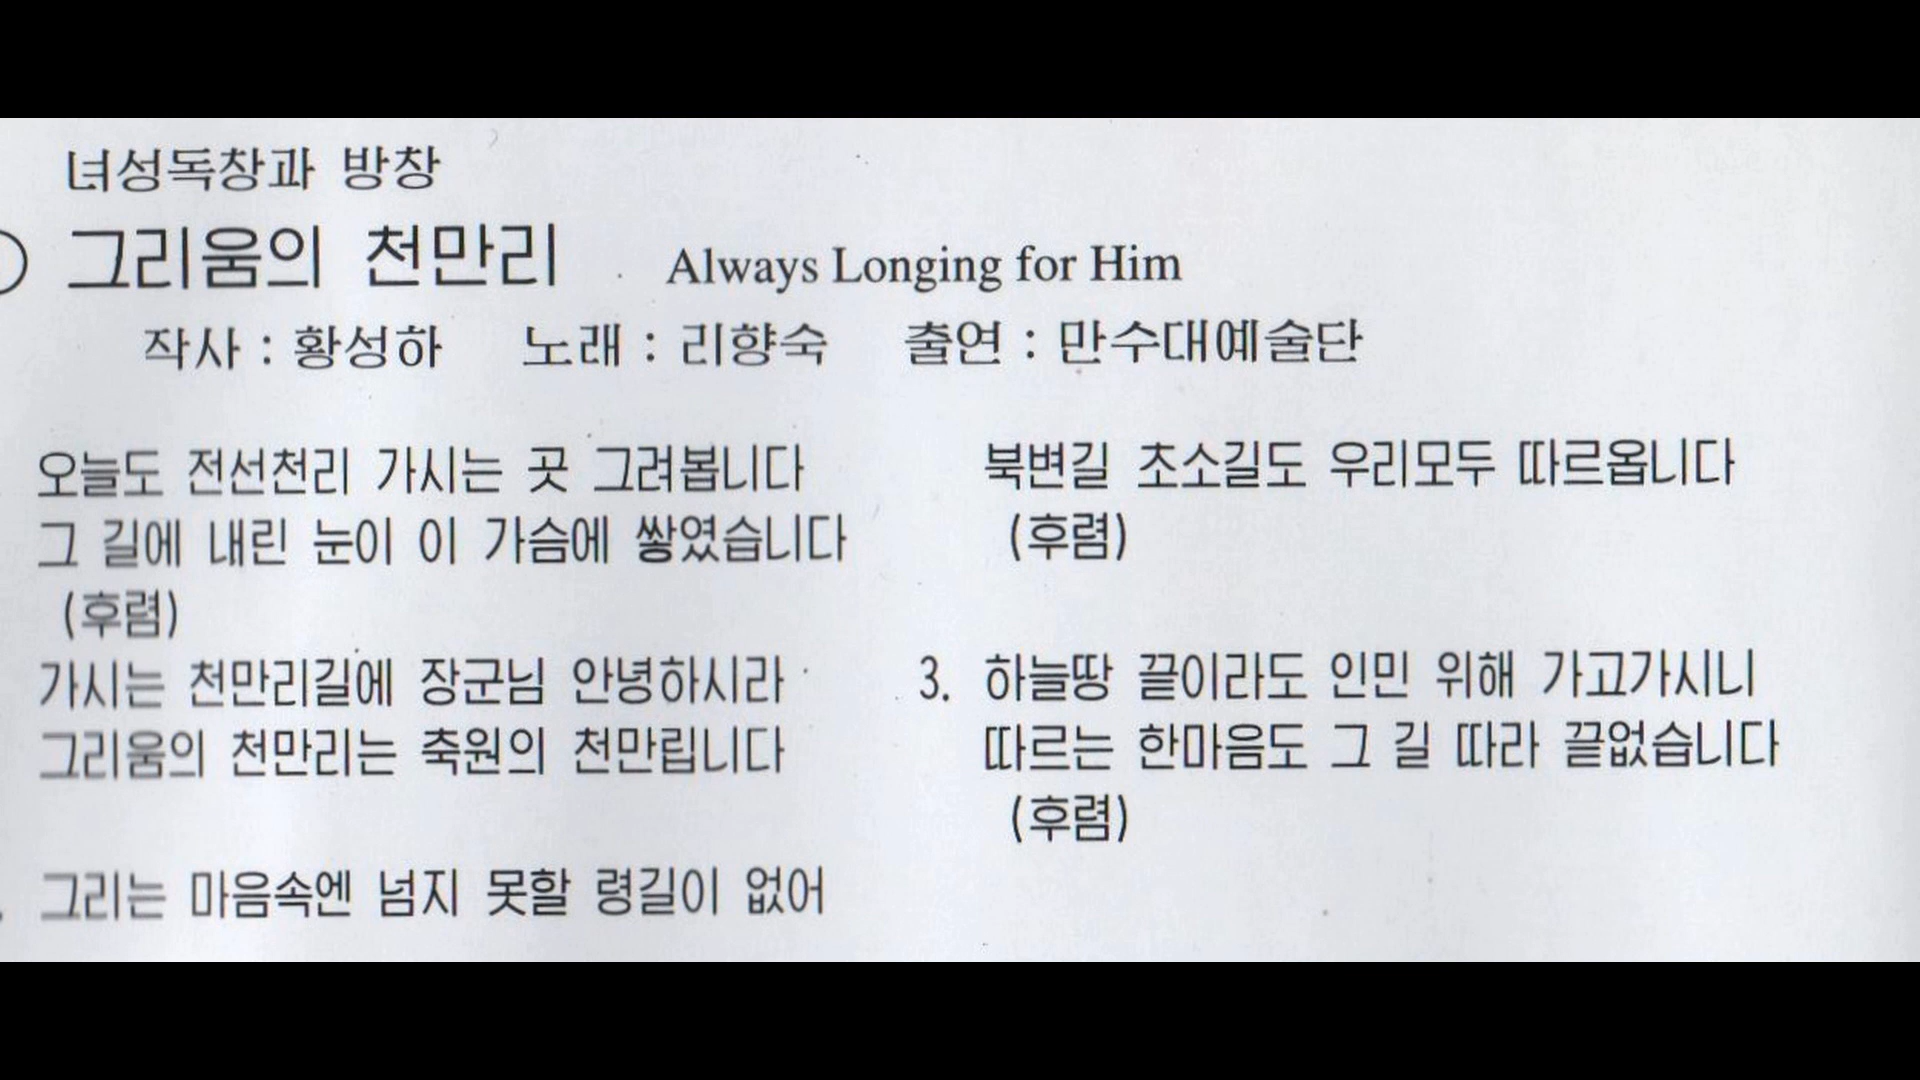 녀성독창과 방창
그리움의 천만리 Always Longing for Him
작사 : 황성하 노래 : 리향숙 출연 : 만수대예술단
오늘도 전선천리 가시는 곳 그려봅니다
그 길에 내린 눈이 이 가슴에 쌓였습니다
(후렴)
가시는 천만리길에 장군님 안녕하시라
그리움의 천만리는 축원의 천만립니다
그리는 마음속엔 넘지 못할 령길이 없어
북변길 초소길도 우리모두 따르옵니다
(후렴)
3. 하늘땅 끝이라도 인민 위해 가고가시니
따르는 한마음도 그 길 따라 끝없습니다
(후렴)